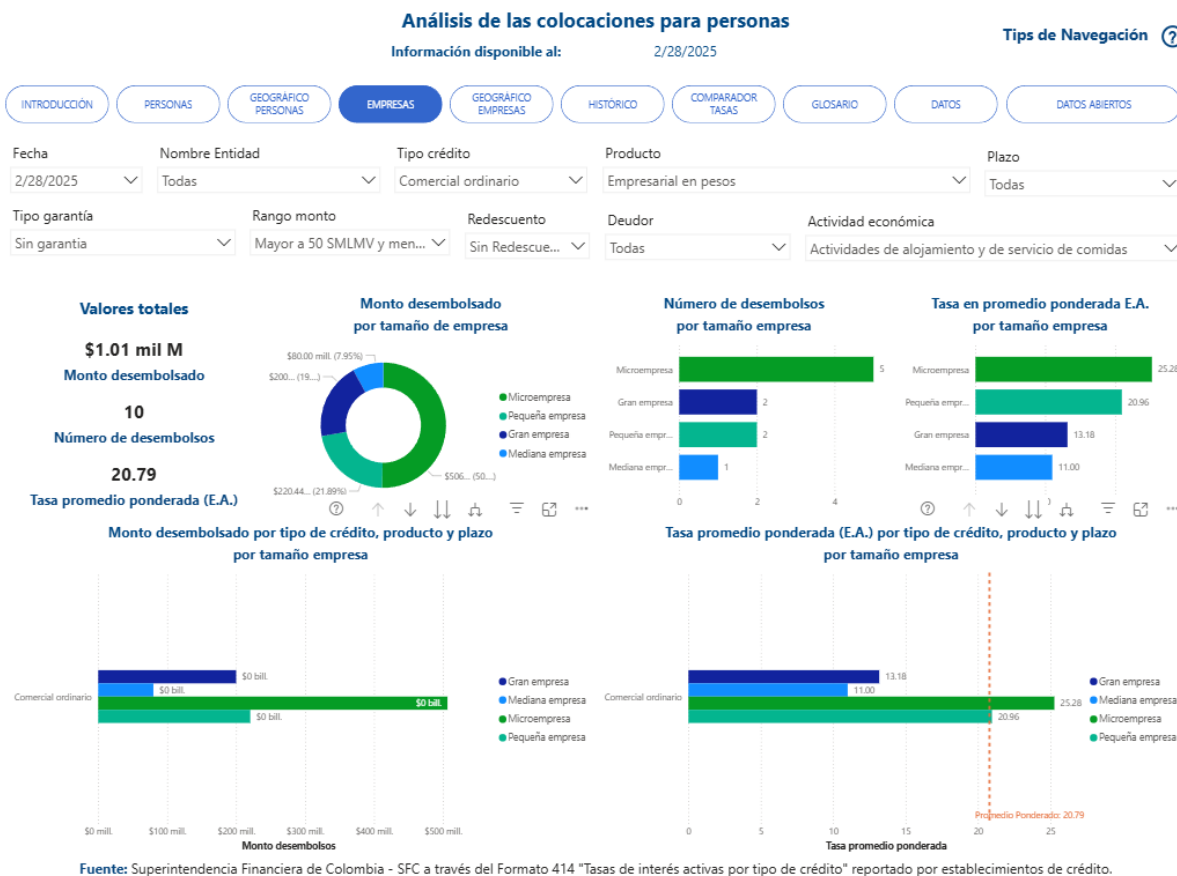 Análisis de las colocaciones para personas
Tips de Navegación ?
Información disponible al: 2/28/2025
INTRODUCCIÓN
PERSONAS
GEOGRÁFICO PERSONAS
EMPRESAS
GEOGRÁFICO EMPRESAS
HISTÓRICO
COMPARADOR TASAS
GLOSARIO
DATOS
DATOS ABIERTOS
Fecha
2/28/2025
Nombre Entidad
Todas
Tipo crédito
Comercial ordinario
Producto
Empresarial en pesos
Plazo
Todas
Tipo garantía
Sin garantia
Rango monto
Mayor a 50 SMLMV y men...
Redescuento
Sin Redescue...
Deudor
Todas
Actividad económica
Actividades de alojamiento y de servicio de comidas
Valores totales
$1.01 mil M
Monto desembolsado
10
Número de desembolsos
20.79
Tasa promedio ponderada (E.A.)
Monto desembolsado
por tamaño de empresa
$80.00 mill. (7.95%)
$200... (19....)
$220.44... (21.89%)
$506... (50....)
Microempresa
Pequeña empresa
Gran empresa
Mediana empresa
Número de desembolsos
por tamaño empresa
Microempresa 5
Gran empresa 2
Pequeña empr... 2
Mediana empr... 1
0 2 4
Tasa en promedio ponderada E.A.
por tamaño empresa
Microempresa 25.28
Pequeña empr... 20.96
Gran empresa 13.18
Mediana empr... 11.00
0
Monto desembolsado por tipo de crédito, producto y plazo
por tamaño empresa
Comercial ordinario
$0 bill.
$0 bill.
$0 bill.
$0 bill.
Gran empresa
Mediana empresa
Microempresa
Pequeña empresa
$0 mill. $100 mill. $200 mill. $300 mill. $400 mill. $500 mill.
Monto desembolsos
Tasa promedio ponderada (E.A.) por tipo de crédito, producto y plazo
por tamaño empresa
Comercial ordinario
13.18
11.00
25.28
20.96
Gran empresa
Mediana empresa
Microempresa
Pequeña empresa
Promedio Ponderado: 20.79
0 5 10 15 20 25
Tasa promedio ponderada
Fuente: Superintendencia Financiera de Colombia - SFC a través del Formato 414 "Tasas de interés activas por tipo de crédito" reportado por establecimientos de crédito.